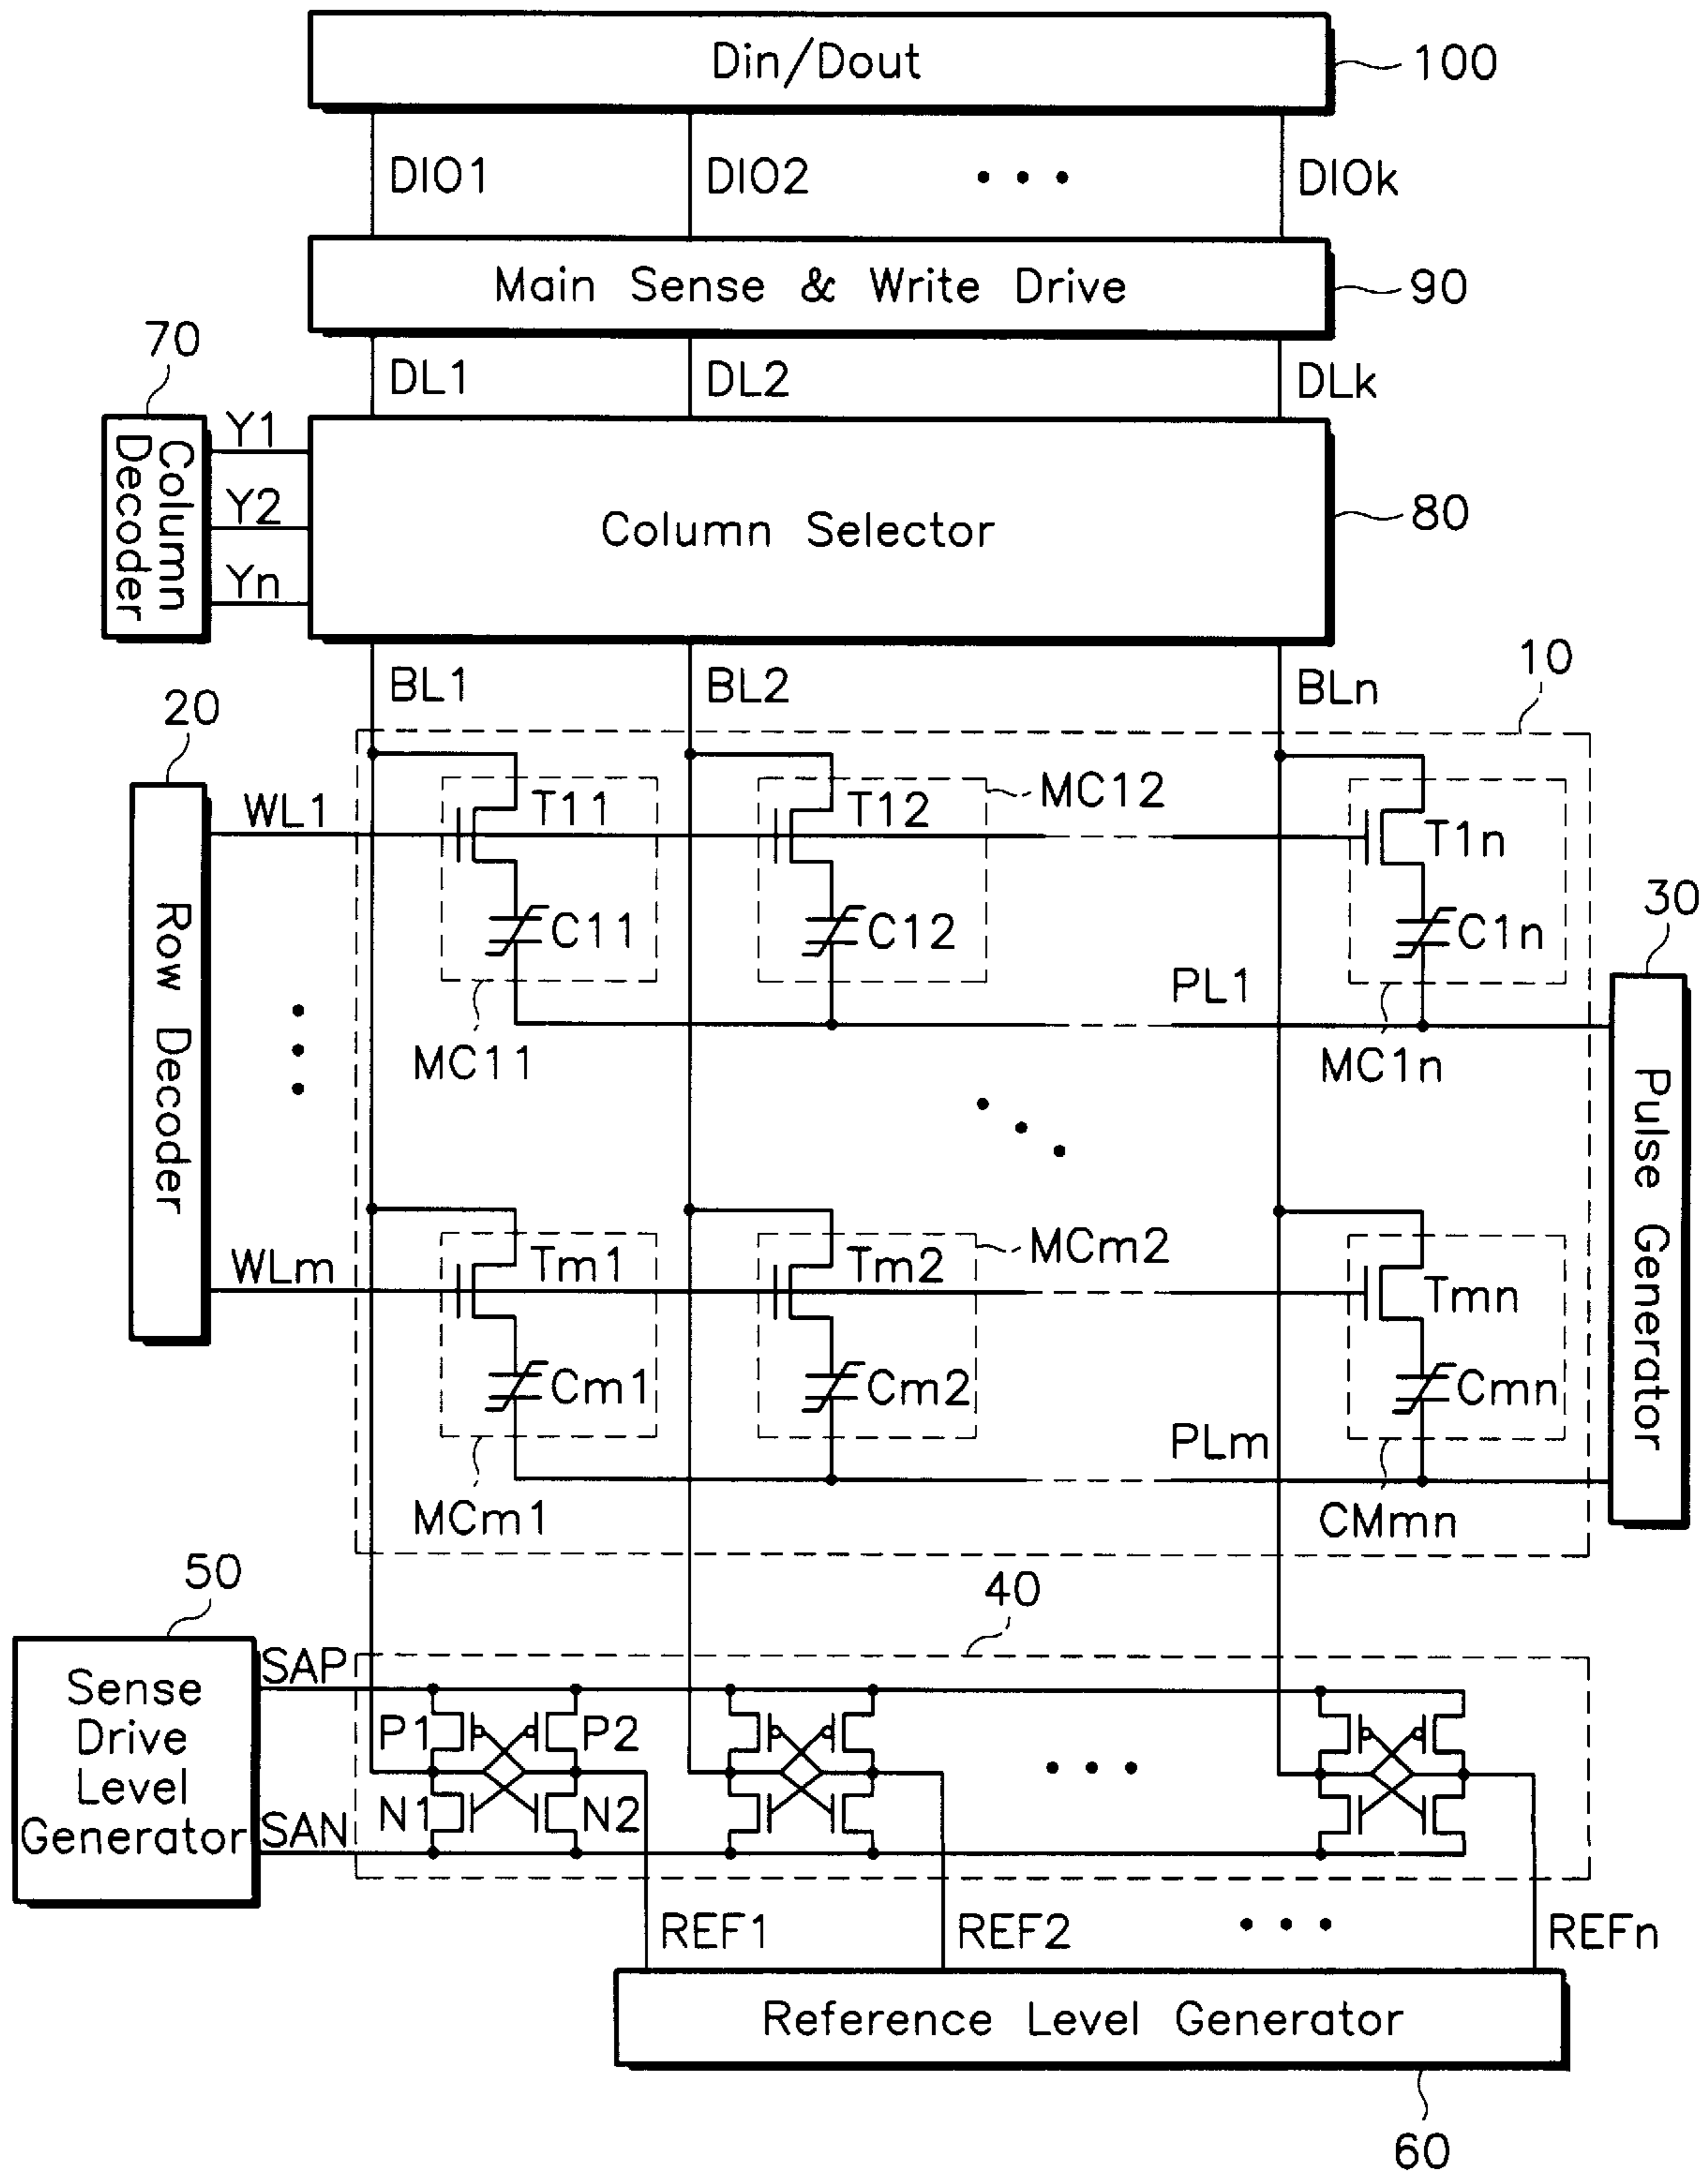 Din/Dout
100
DIO1
DIO2
DIOk
Main Sense & Write Drive
90
70
DL1
DL2
DLk
Column
Decoder
Y1
Y2
Yn
Column Selector
80
10
20
BL1
BL2
BLn
MC12
WL1
T11
T12
T1n
30
C11
C12
C1n
Row Decoder
PL1
MC11
MC1n
Pulse Generator
MCm2
WLm
Tm1
Tm2
Tmn
Cm1
Cm2
Cmn
PLm
MCm1
CMmn
50
40
SAP
Sense
Drive
Level
Generator
P1
P2
N1
N2
SAN
REF1
REF2
REFn
Reference Level Generator
60